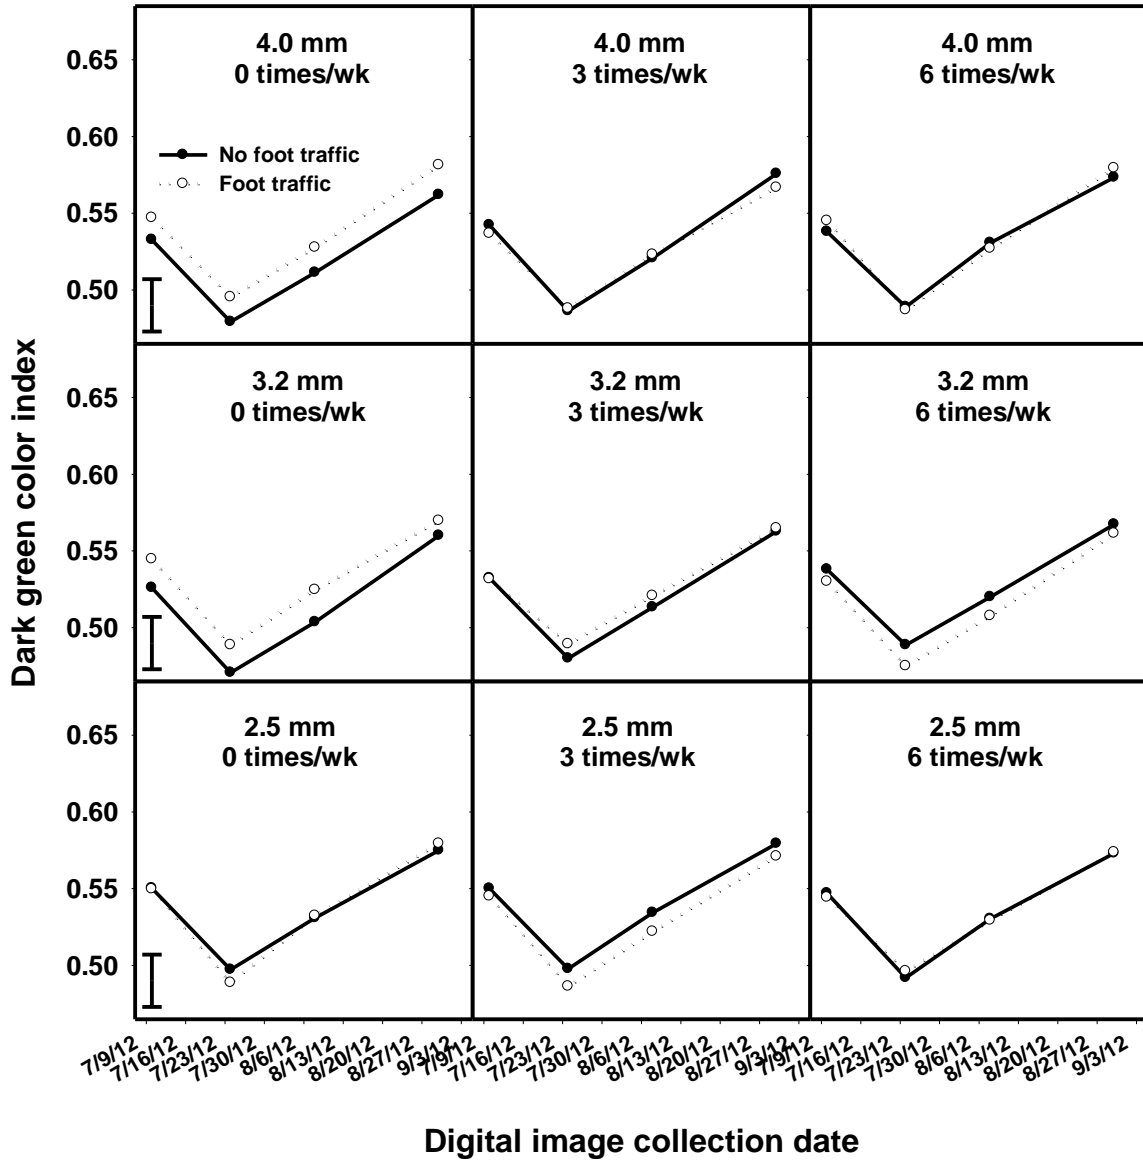 4.0 mm
0 times/wk
4.0 mm
3 times/wk
4.0 mm
6 times/wk
No foot traffic
Foot traffic
0.65
0.60
0.55
0.50
3.2 mm
0 times/wk
3.2 mm
3 times/wk
3.2 mm
6 times/wk
0.65
0.60
0.55
0.50
Dark green color index
2.5 mm
0 times/wk
2.5 mm
3 times/wk
2.5 mm
6 times/wk
0.65
0.60
0.55
0.50
7/9/12 7/16/12 7/23/12 7/30/12 8/6/12 8/13/12 8/20/12 8/27/12 9/3/12 7/9/12 7/16/12 7/23/12 7/30/12 8/6/12 8/13/12 8/20/12 8/27/12 9/3/12 7/9/12 7/16/12 7/23/12 7/30/12 8/6/12 8/13/12 8/20/12 8/27/12 9/3/12
Digital image collection date